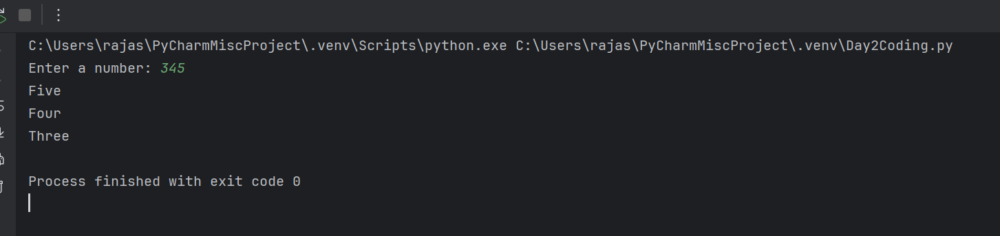 C:\Users\rajas\PyCharmMiscProject\.venv\Scripts\python.exe C:\Users\rajas\PyCharmMiscProject\.venv\Day2Coding.py
Enter a number: 345
Five
Four
Three
Process finished with exit code 0